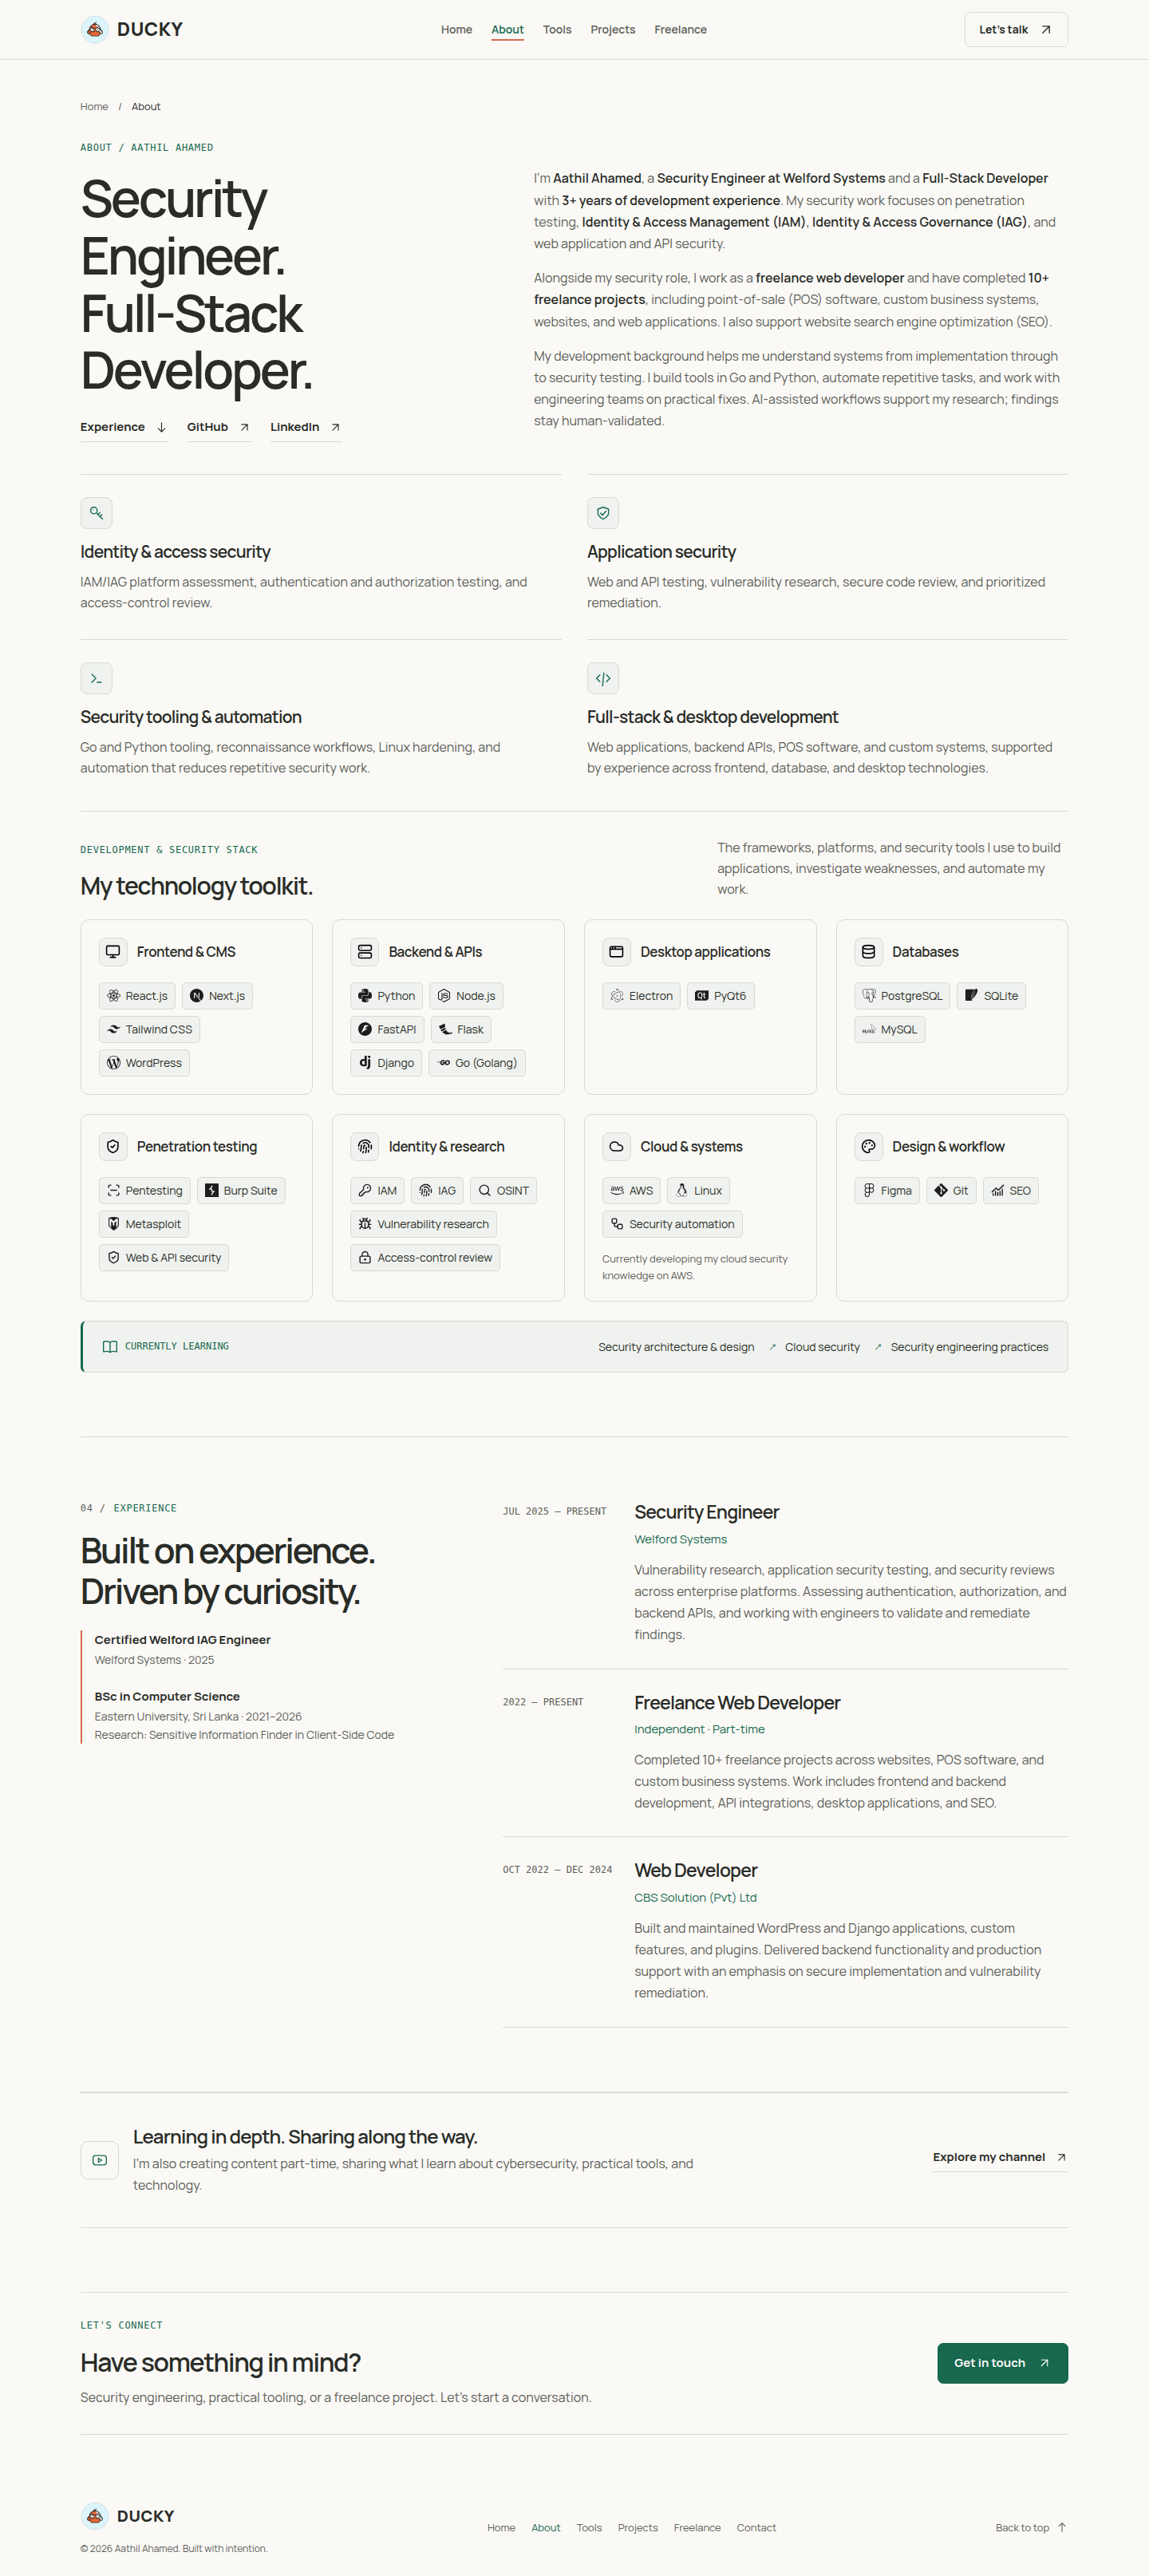 DUCKY
Home About Tools Projects Freelance
Let's talk
Home / About
ABOUT / AATHIL AHAMED
Security
Engineer.
Full-Stack
Developer.
Experience GitHub LinkedIn
I'm Aathil Ahamed, a Security Engineer at Welford Systems and a Full-Stack Developer
with 3+ years of development experience. My security work focuses on penetration
testing, Identity & Access Management (IAM), Identity & Access Governance (IAG), and
web application and API security.
Alongside my security role, I work as a freelance web developer and have completed 10+
freelance projects, including point-of-sale (POS) software, custom business systems,
websites, and web applications. I also support website search engine optimization (SEO).
My development background helps me understand systems from implementation through
to security testing. I build tools in Go and Python, automate repetitive tasks, and work with
engineering teams on practical fixes. AI-assisted workflows support my research; findings
stay human-validated.
Identity & access security
IAM/IAG platform assessment, authentication and authorization testing, and
access-control review.
Application security
Web and API testing, vulnerability research, secure code review, and prioritized
remediation.
Security tooling & automation
Go and Python tooling, reconnaissance workflows, Linux hardening, and
automation that reduces repetitive security work.
Full-stack & desktop development
Web applications, backend APIs, POS software, and custom systems, supported
by experience across frontend, database, and desktop technologies.
DEVELOPMENT & SECURITY STACK
My technology toolkit.
The frameworks, platforms, and security tools I use to build
applications, investigate weaknesses, and automate my
work.
Frontend & CMS
React.js Next.js
Tailwind CSS
WordPress
Backend & APIs
Python Node.js
FastAPI Flask
Django Go (Golang)
Desktop applications
Electron PyQt6
Databases
PostgreSQL SQLite
MySQL
Penetration testing
Pentesting Burp Suite
Metasploit
Web & API security
Identity & research
IAM IAG OSINT
Vulnerability research
Access-control review
Cloud & systems
AWS Linux
Security automation
Currently developing my cloud security
knowledge on AWS.
Design & workflow
Figma Git SEO
CURRENTLY LEARNING
Security architecture & design ↗ Cloud security ↗ Security engineering practices
04 / EXPERIENCE
Built on experience.
Driven by curiosity.
Certified Welford IAG Engineer
Welford Systems · 2025
BSc in Computer Science
Eastern University, Sri Lanka · 2021–2026
Research: Sensitive Information Finder in Client-Side Code
JUL 2025 — PRESENT
Security Engineer
Welford Systems
Vulnerability research, application security testing, and security reviews
across enterprise platforms. Assessing authentication, authorization, and
backend APIs, and working with engineers to validate and remediate
findings.
2022 — PRESENT
Freelance Web Developer
Independent · Part-time
Completed 10+ freelance projects across websites, POS software, and
custom business systems. Work includes frontend and backend
development, API integrations, desktop applications, and SEO.
OCT 2022 — DEC 2024
Web Developer
CBS Solution (Pvt) Ltd
Built and maintained WordPress and Django applications, custom
features, and plugins. Delivered backend functionality and production
support with an emphasis on secure implementation and vulnerability
remediation.
Learning in depth. Sharing along the way.
I'm also creating content part-time, sharing what I learn about cybersecurity, practical tools, and
technology.
Explore my channel
LET'S CONNECT
Have something in mind?
Security engineering, practical tooling, or a freelance project. Let's start a conversation.
Get in touch
DUCKY
© 2026 Aathil Ahamed. Built with intention.
Home About Tools Projects Freelance Contact
Back to top